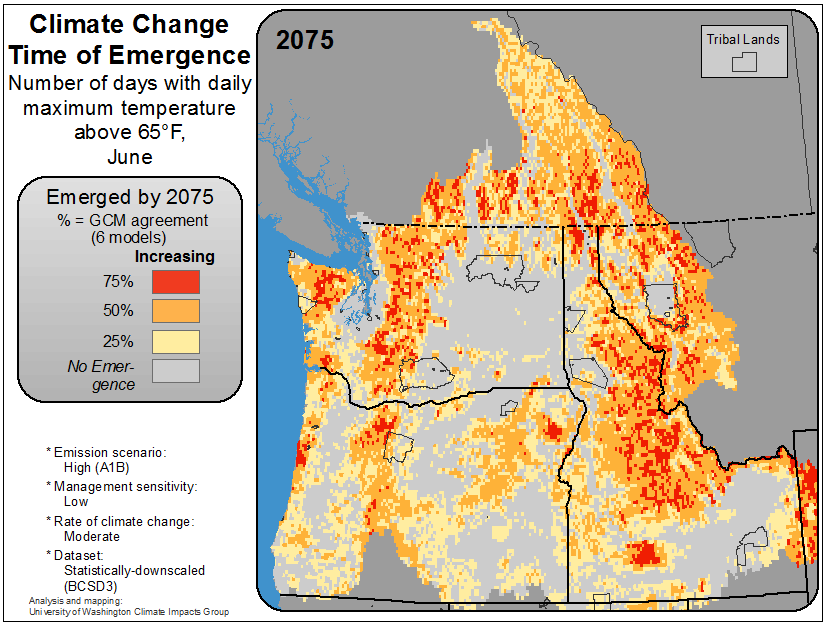 Climate Change
Time of Emergence
Number of days with daily
maximum temperature
above 65°F,
June
Emerged by 2075
% = GCM agreement
(6 models)
Increasing
75%
50%
25%
No Emer-
gence
* Emission scenario:
High (A1B)
* Management sensitivity:
Low
* Rate of climate change:
Moderate
* Dataset:
Statistically-downscaled
(BCSD3)
Analysis and mapping:
University of Washington Climate Impacts Group
2075
Tribal Lands